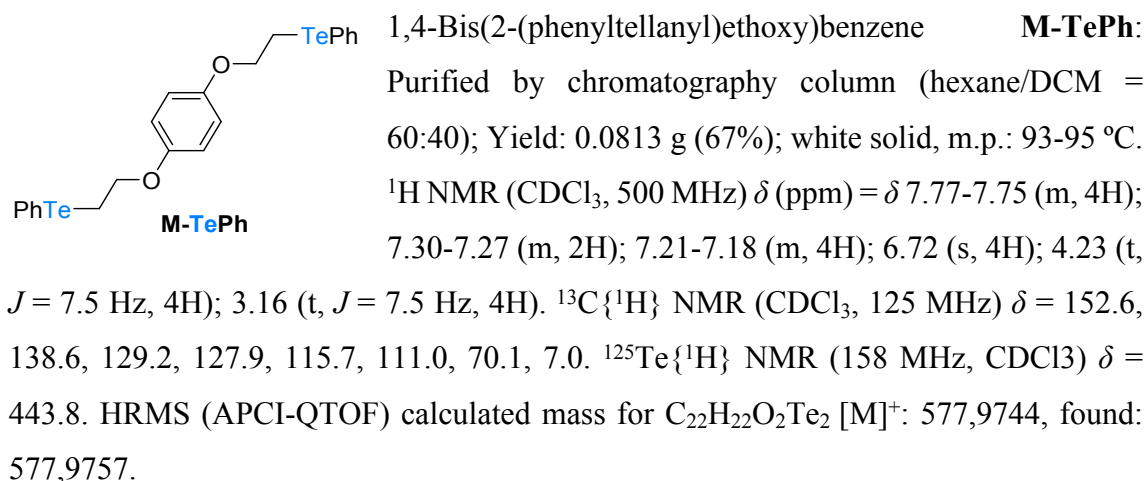 TePh
O
O
PhTe
M-TePh
1,4-Bis(2-(phenyltellanyl)ethoxy)benzene M-TePh:
Purified by chromatography column (hexane/DCM =
60:40); Yield: 0.0813 g (67%); white solid, m.p.: 93-95 ºC.
¹H NMR (CDCl₃, 500 MHz) δ (ppm) = δ 7.77-7.75 (m, 4H);
7.30-7.27 (m, 2H); 7.21-7.18 (m, 4H); 6.72 (s, 4H); 4.23 (t,
J = 7.5 Hz, 4H); 3.16 (t, J = 7.5 Hz, 4H). ¹³C{¹H} NMR (CDCl₃, 125 MHz) δ = 152.6,
138.6, 129.2, 127.9, 115.7, 111.0, 70.1, 7.0. ¹²⁵Te{¹H} NMR (158 MHz, CDCl3) δ =
443.8. HRMS (APCI-QTOF) calculated mass for C₂₂H₂₂O₂Te₂ [M]⁺: 577,9744, found:
577,9757.